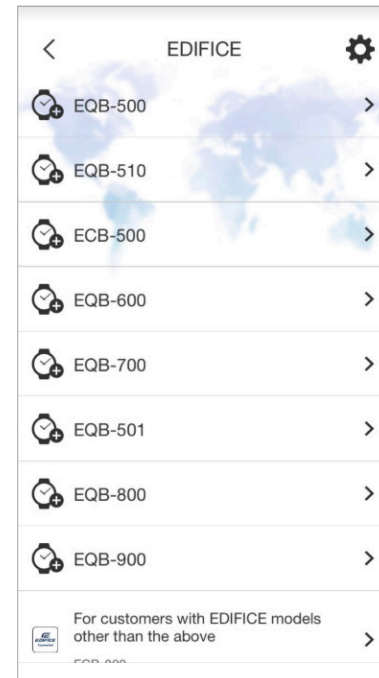 EDIFICE
EQB-500
EQB-510
ECB-500
EQB-600
EQB-700
EQB-501
EQB-800
EQB-900
For customers with EDIFICE models
other than the above
EDIFICE